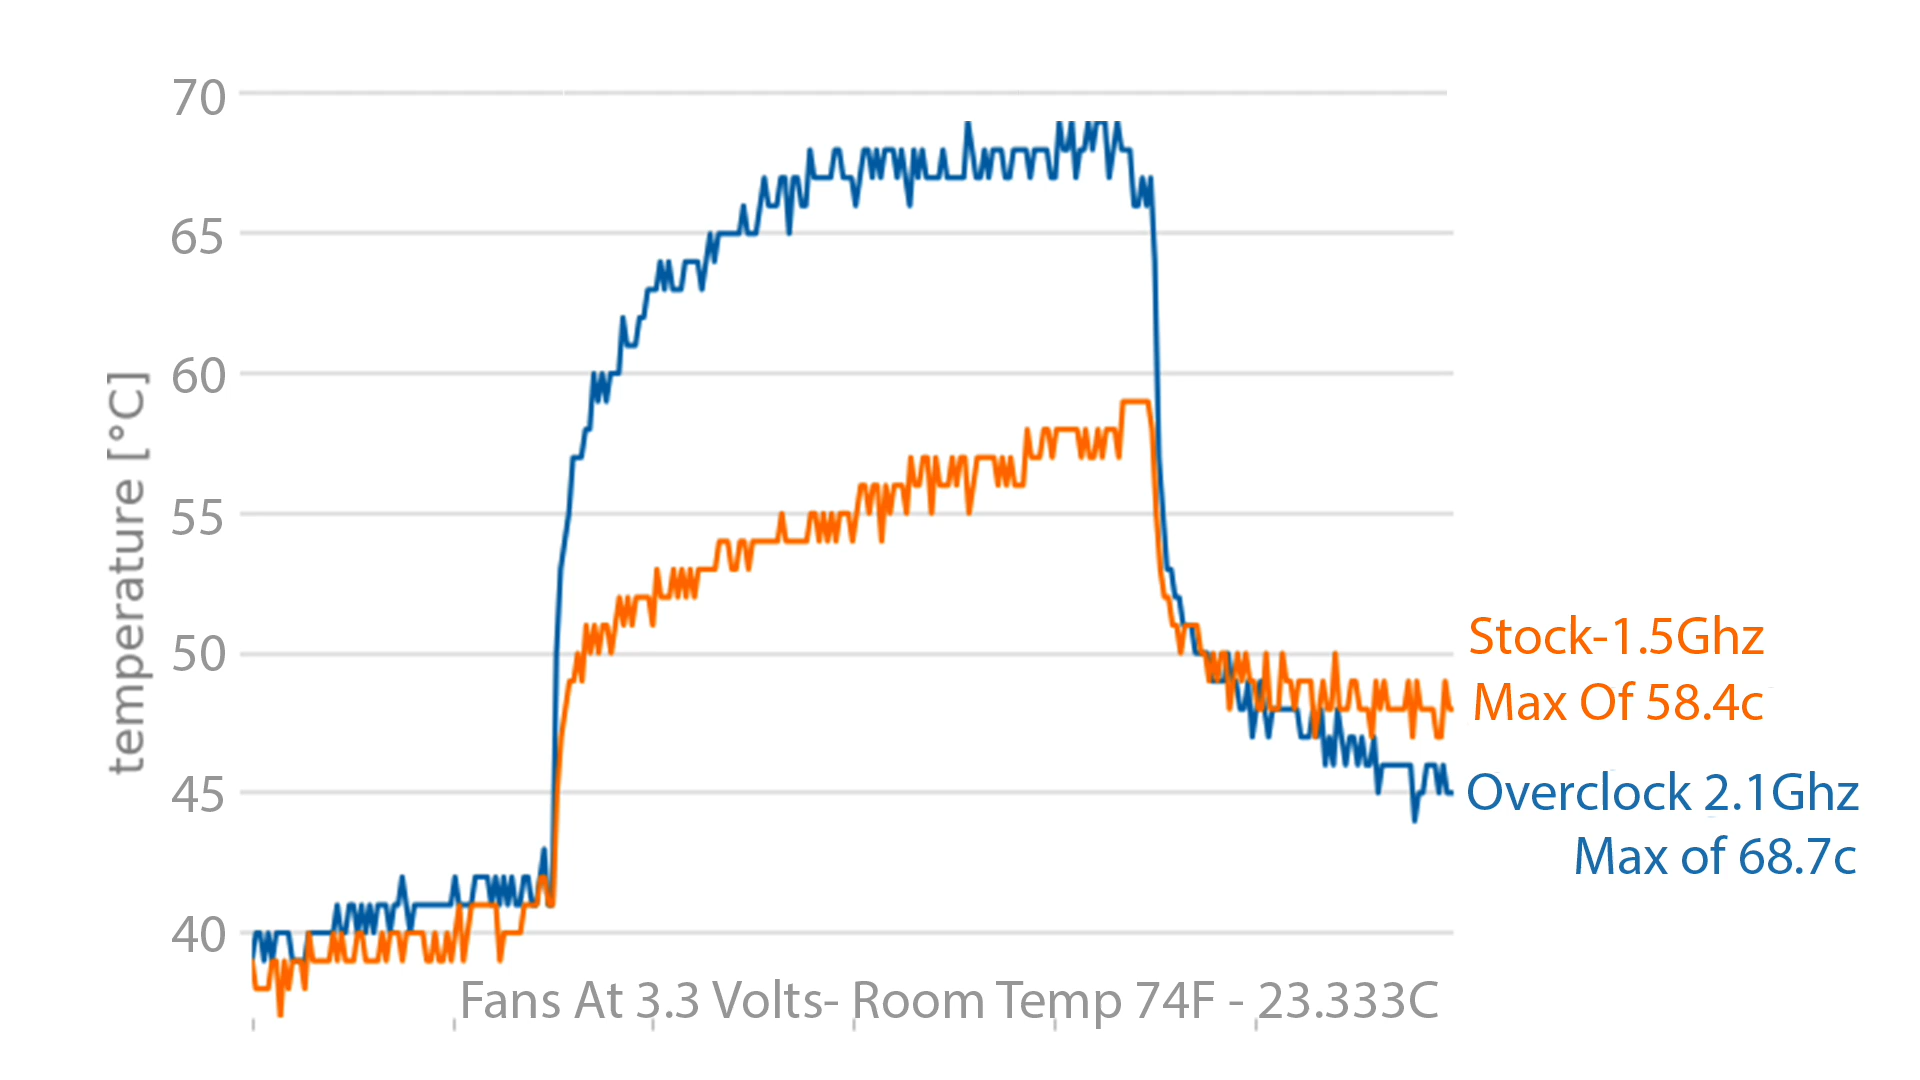 70
65
60
55
50
45
40
temperature [°C]
Stock-1.5Ghz
Max Of 58.4c
Overclock 2.1Ghz
Max of 68.7c
Fans At 3.3 Volts- Room Temp 74F - 23.333C